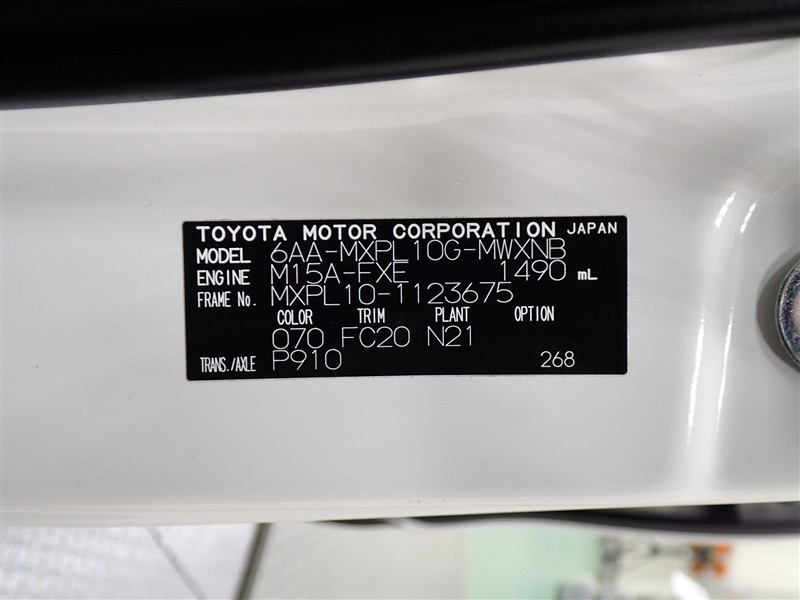 TOYOTA MOTOR CORPORATION JAPAN
MODEL 6AA-MXPL10G-MWXNB
ENGINE M15A-FXE 1490 mL
FRAME No. MXPL10-1123675
COLOR TRIM PLANT OPTION
070 FC20 N21
TRANS./AXLE P910 268